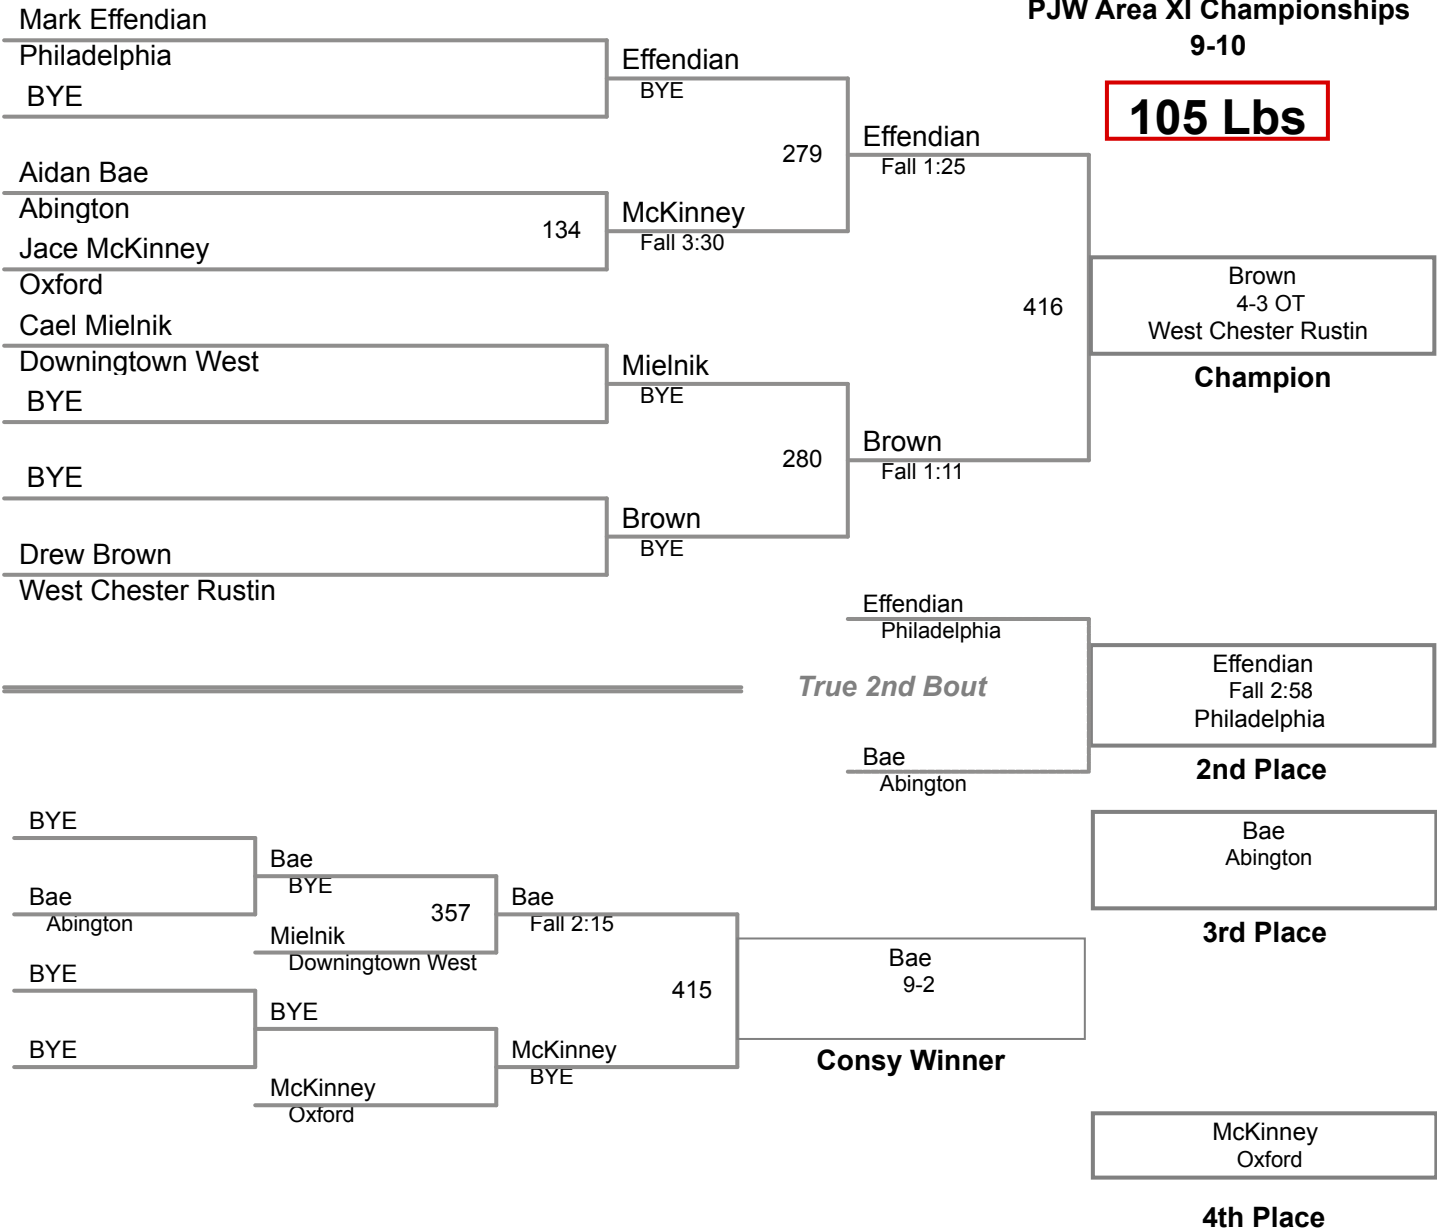 PJW Area XI Championships
9-10
105 Lbs
Mark Effendian
Philadelphia
BYE
Aidan Bae
Abington
134
Jace McKinney
Oxford
Cael Mielnik
Downingtown West
BYE
BYE
Drew Brown
West Chester Rustin
Effendian
BYE
279
McKinney
Fall 3:30
Mielnik
BYE
280
Brown
BYE
Effendian
Fall 1:25
416
Brown
Fall 1:11
Brown
4-3 OT
West Chester Rustin
Champion
Effendian
Philadelphia
True 2nd Bout
Bae
Abington
Effendian
Fall 2:58
Philadelphia
2nd Place
BYE
Bae
Abington
BYE
BYE
Bae
BYE
357
Mielnik
Downingtown West
BYE
McKinney
Oxford
Bae
Fall 2:15
415
McKinney
BYE
Bae
9-2
Consy Winner
Bae
Abington
3rd Place
McKinney
Oxford
4th Place